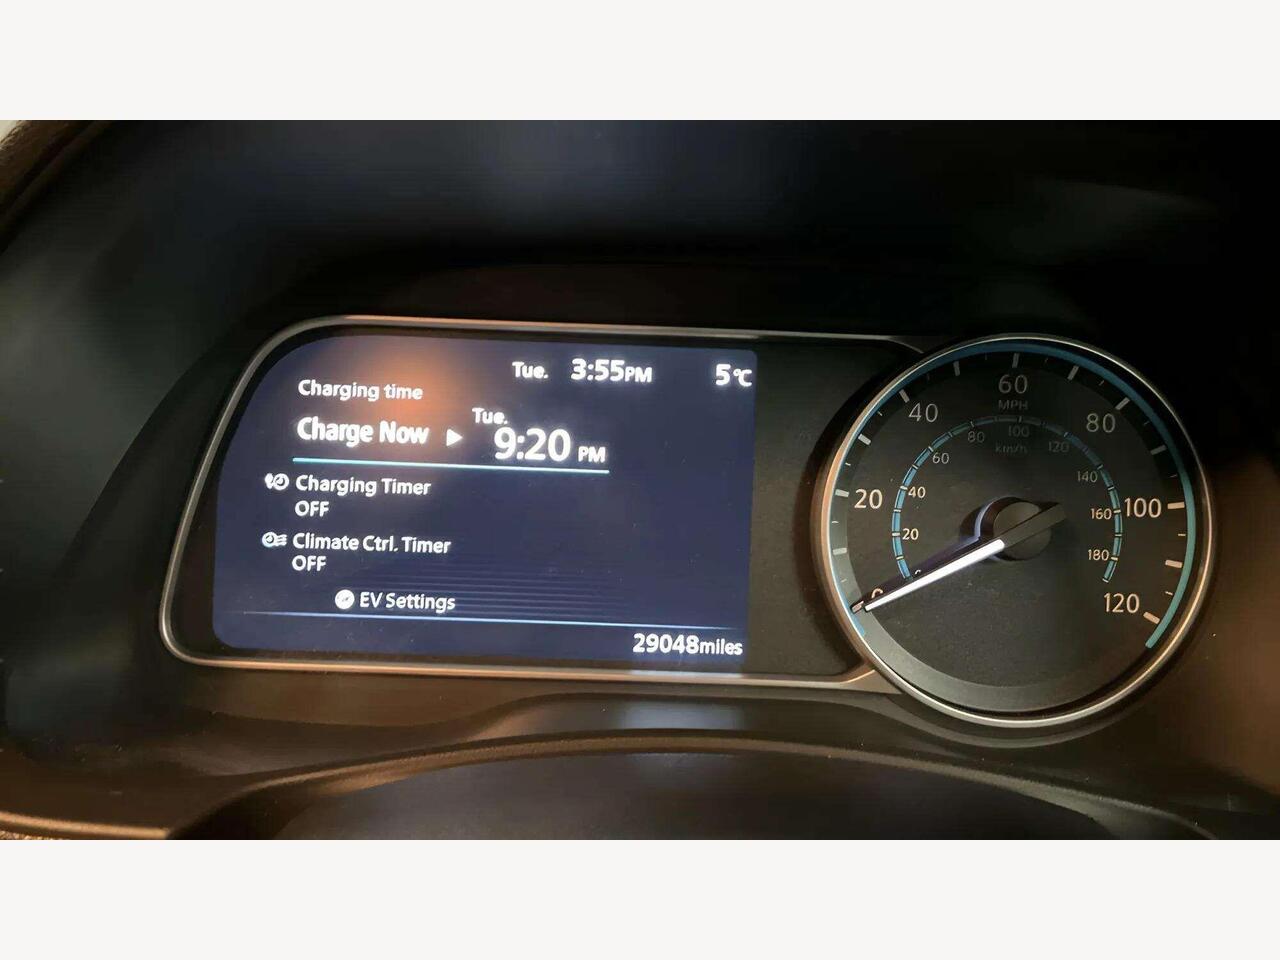 Tue. 3:55PM 5°C
Charging time
Charge Now ▶ Tue. 9:20 PM
Charging Timer
OFF
Climate Ctrl. Timer
OFF
EV Settings
29048miles
0 20 40 60 80 100 120
MPH
0 20 40 60 80 100 120 140 160 180
km/h